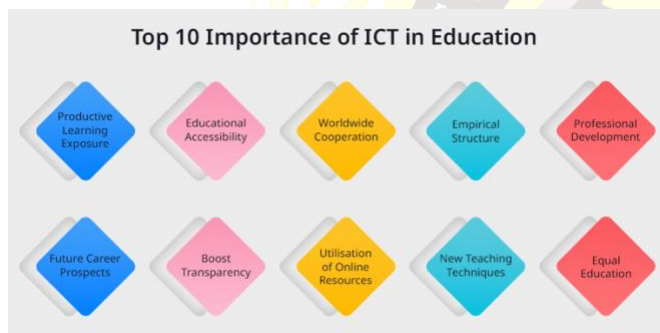 Top 10 Importance of ICT in Education
Productive
Learning
Exposure
Educational
Accessibility
Worldwide
Cooperation
Empirical
Structure
Professional
Development
Future Career
Prospects
Boost
Transparency
Utilisation
of Online
Resources
New Teaching
Techniques
Equal
Education